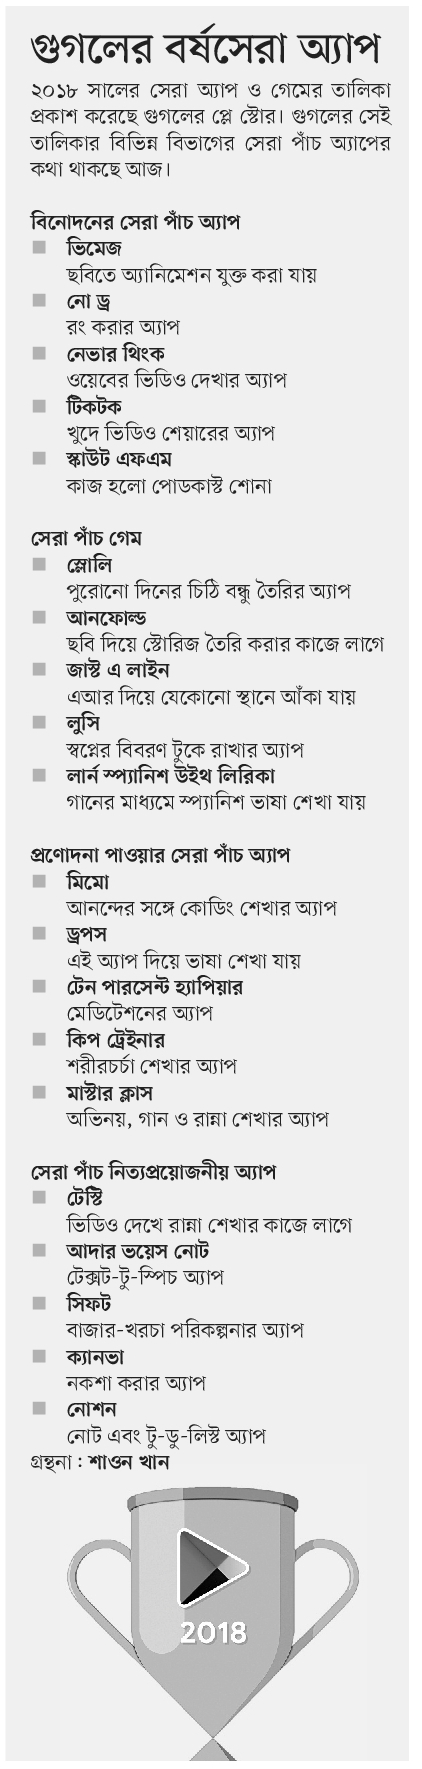 গুগলের বর্ষসেরা অ্যাপ
২০১৮ সালের সেরা অ্যাপ ও গেমের তালিকা
প্রকাশ করেছে গুগলের প্লে স্টোর। গুগলের সেই
তালিকার বিভিন্ন বিভাগের সেরা পাঁচ অ্যাপের
কথা থাকছে আজ।
বিনোদনের সেরা পাঁচ অ্যাপ
ভিমেজ
ছবিতে অ্যানিমেশন যুক্ত করা যায়
নো ড্র
রং করার অ্যাপ
নেভার থিংক
ওয়েবের ভিডিও দেখার অ্যাপ
টিকটক
খুদে ভিডিও শেয়ারের অ্যাপ
স্কাউট এফএম
কাজ হলো পোডকাস্ট শোনা
সেরা পাঁচ গেম
স্লোলি
পুরোনো দিনের চিঠি বন্ধু তৈরির অ্যাপ
আনফোল্ড
ছবি দিয়ে স্টোরিজ তৈরি করার কাজে লাগে
জাস্ট এ লাইন
এআর দিয়ে যেকোনো স্থানে আঁকা যায়
লুসি
স্বপ্নের বিবরণ টুকে রাখার অ্যাপ
লার্ন স্প্যানিশ উইথ লিরিকা
গানের মাধ্যমে স্প্যানিশ ভাষা শেখা যায়
প্রণোদনা পাওয়ার সেরা পাঁচ অ্যাপ
মিমো
আনন্দের সঙ্গে কোডিং শেখার অ্যাপ
ড্রপস
এই অ্যাপ দিয়ে ভাষা শেখা যায়
টেন পারসেন্ট হ্যাপিয়ার
মেডিটেশনের অ্যাপ
কিপ ট্রেইনার
শরীরচর্চা শেখার অ্যাপ
মাস্টার ক্লাস
অভিনয়, গান ও রান্না শেখার অ্যাপ
সেরা পাঁচ নিত্যপ্রয়োজনীয় অ্যাপ
টেস্টি
ভিডিও দেখে রান্না শেখার কাজে লাগে
আদার ভয়েস নোট
টেক্সট-টু-স্পিচ অ্যাপ
সিফট
বাজার-খরচা পরিকল্পনার অ্যাপ
ক্যানভা
নকশা করার অ্যাপ
নোশন
নোট এবং টু-ডু-লিস্ট অ্যাপ
গ্রন্থনা : শাওন খান
2018